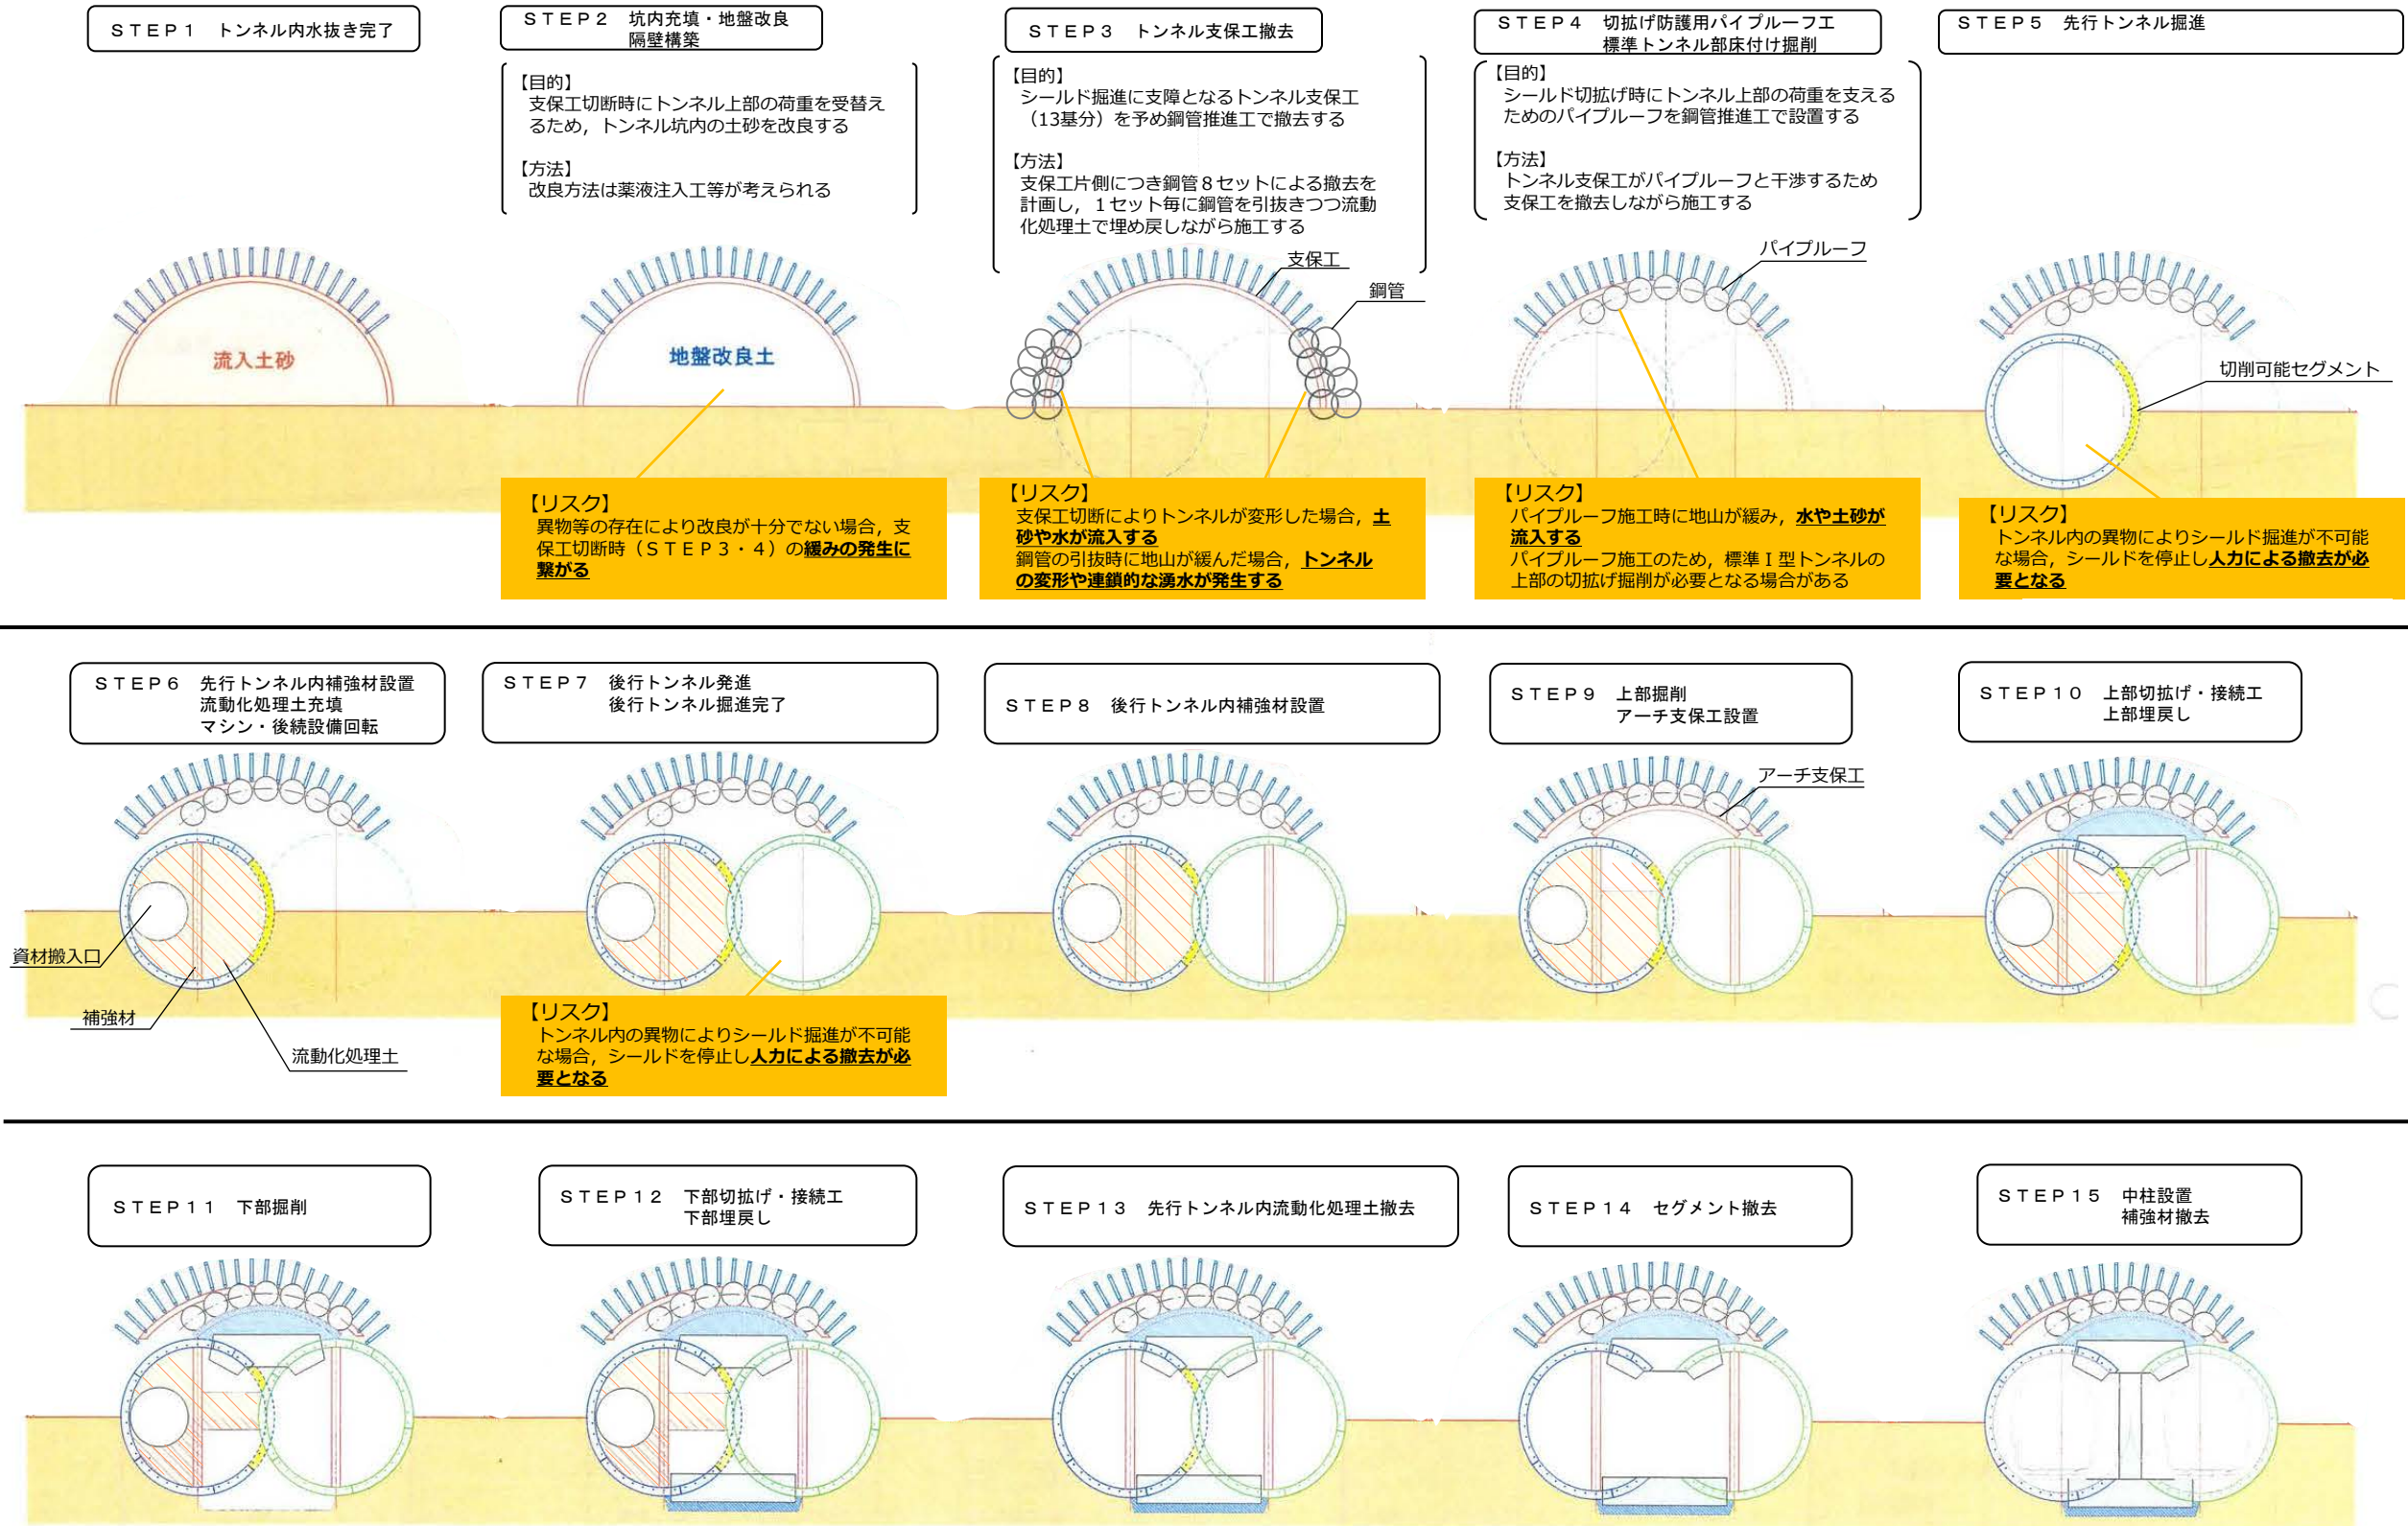 ＳＴＥＰ１　トンネル内水抜き完了
流入土砂
ＳＴＥＰ２　坑内充填・地盤改良
隔壁構築
【目的】
支保工切断時にトンネル上部の荷重を受替え
るため，トンネル坑内の土砂を改良する
【方法】
改良方法は薬液注入工等が考えられる
地盤改良土
【リスク】
異物等の存在により改良が十分でない場合，支
保工切断時（ＳＴＥＰ３・４）の緩みの発生に
繋がる
ＳＴＥＰ３　トンネル支保工撤去
【目的】
シールド掘進に支障となるトンネル支保工
（13基分）を予め鋼管推進工で撤去する
【方法】
支保工片側につき鋼管８セットによる撤去を
計画し，１セット毎に鋼管を引抜きつつ流動
化処理土で埋め戻しながら施工する
支保工
鋼管
【リスク】
支保工切断によりトンネルが変形した場合，土
砂や水が流入する
鋼管の引抜時に地山が緩んだ場合，トンネル
の変形や連鎖的な湧水が発生する
ＳＴＥＰ４　切拡げ防護用パイプルーフ工
標準トンネル部床付け掘削
【目的】
シールド切拡げ時にトンネル上部の荷重を支える
ためのパイプルーフを鋼管推進工で設置する
【方法】
トンネル支保工がパイプルーフと干渉するため
支保工を撤去しながら施工する
パイプルーフ
【リスク】
パイプルーフ施工時に地山が緩み，水や土砂が
流入する
パイプルーフ施工のため，標準Ⅰ型トンネルの
上部の切拡げ掘削が必要となる場合がある
ＳＴＥＰ５　先行トンネル掘進
切削可能セグメント
【リスク】
トンネル内の異物によりシールド掘進が不可能
な場合，シールドを停止し人力による撤去が必
要となる
ＳＴＥＰ６　先行トンネル内補強材設置
流動化処理土充填
マシン・後続設備回転
資材搬入口
補強材
流動化処理土
ＳＴＥＰ７　後行トンネル発進
後行トンネル掘進完了
【リスク】
トンネル内の異物によりシールド掘進が不可能
な場合，シールドを停止し人力による撤去が必
要となる
ＳＴＥＰ８　後行トンネル内補強材設置
ＳＴＥＰ９　上部掘削
アーチ支保工設置
アーチ支保工
ＳＴＥＰ１０　上部切拡げ・接続工
上部埋戻し
ＳＴＥＰ１１　下部掘削
ＳＴＥＰ１２　下部切拡げ・接続工
下部埋戻し
ＳＴＥＰ１３　先行トンネル内流動化処理土撤去
ＳＴＥＰ１４　セグメント撤去
ＳＴＥＰ１５　中柱設置
補強材撤去